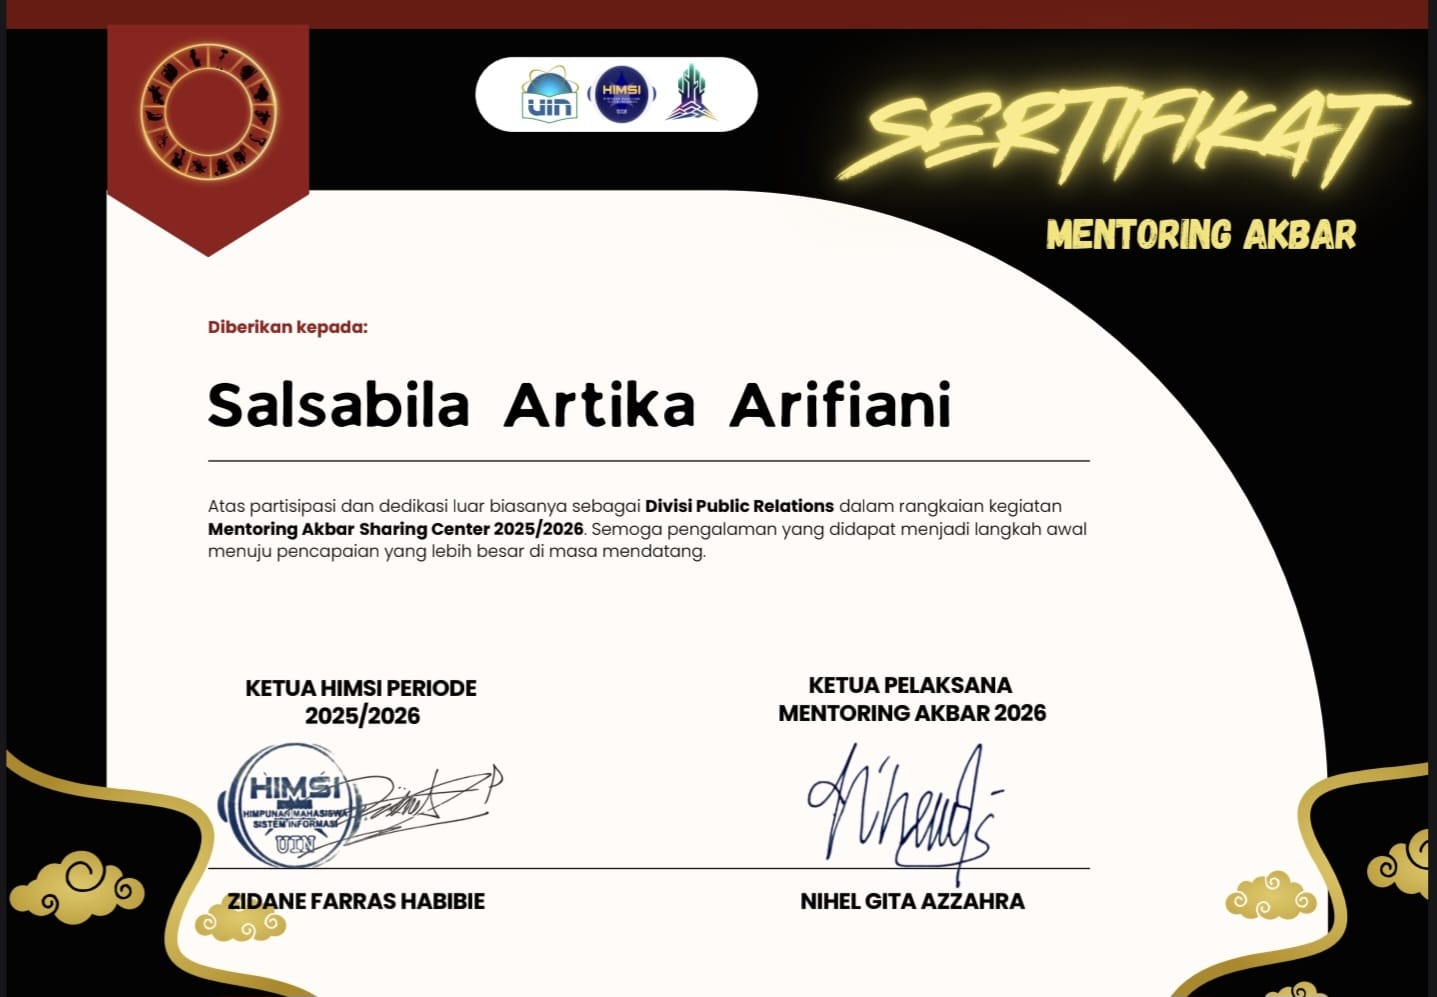 uin
HIMSI
SERTIFIKAT
MENTORING AKBAR
Diberikan kepada:
Salsabila Artika Arifiani
Atas partisipasi dan dedikasi luar biasanya sebagai Divisi Public Relations dalam rangkaian kegiatan
Mentoring Akbar Sharing Center 2025/2026. Semoga pengalaman yang didapat menjadi langkah awal
menuju pencapaian yang lebih besar di masa mendatang.
KETUA HIMSI PERIODE
2025/2026
KETUA PELAKSANA
MENTORING AKBAR 2026
HIMSI
HIMPUNAN MAHASISWA
SISTEM INFORMASI
UIN
ZIDANE FARRAS HABIBIE
NIHEL GITA AZZAHRA